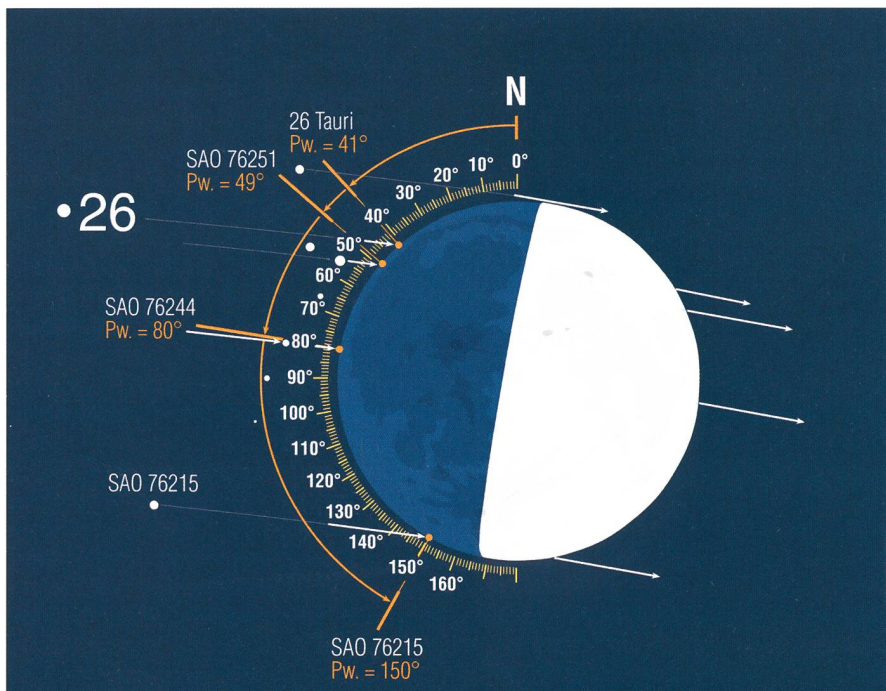 N
26 Tauri
Pw. = 41°
SAO 76251
Pw. = 49°
26
0°
10°
20°
30°
40°
50°
60°
70°
80°
90°
100°
110°
120°
130°
140°
150°
160°
SAO 76244
Pw. = 80°
SAO 76215
SAO 76215
Pw. = 150°